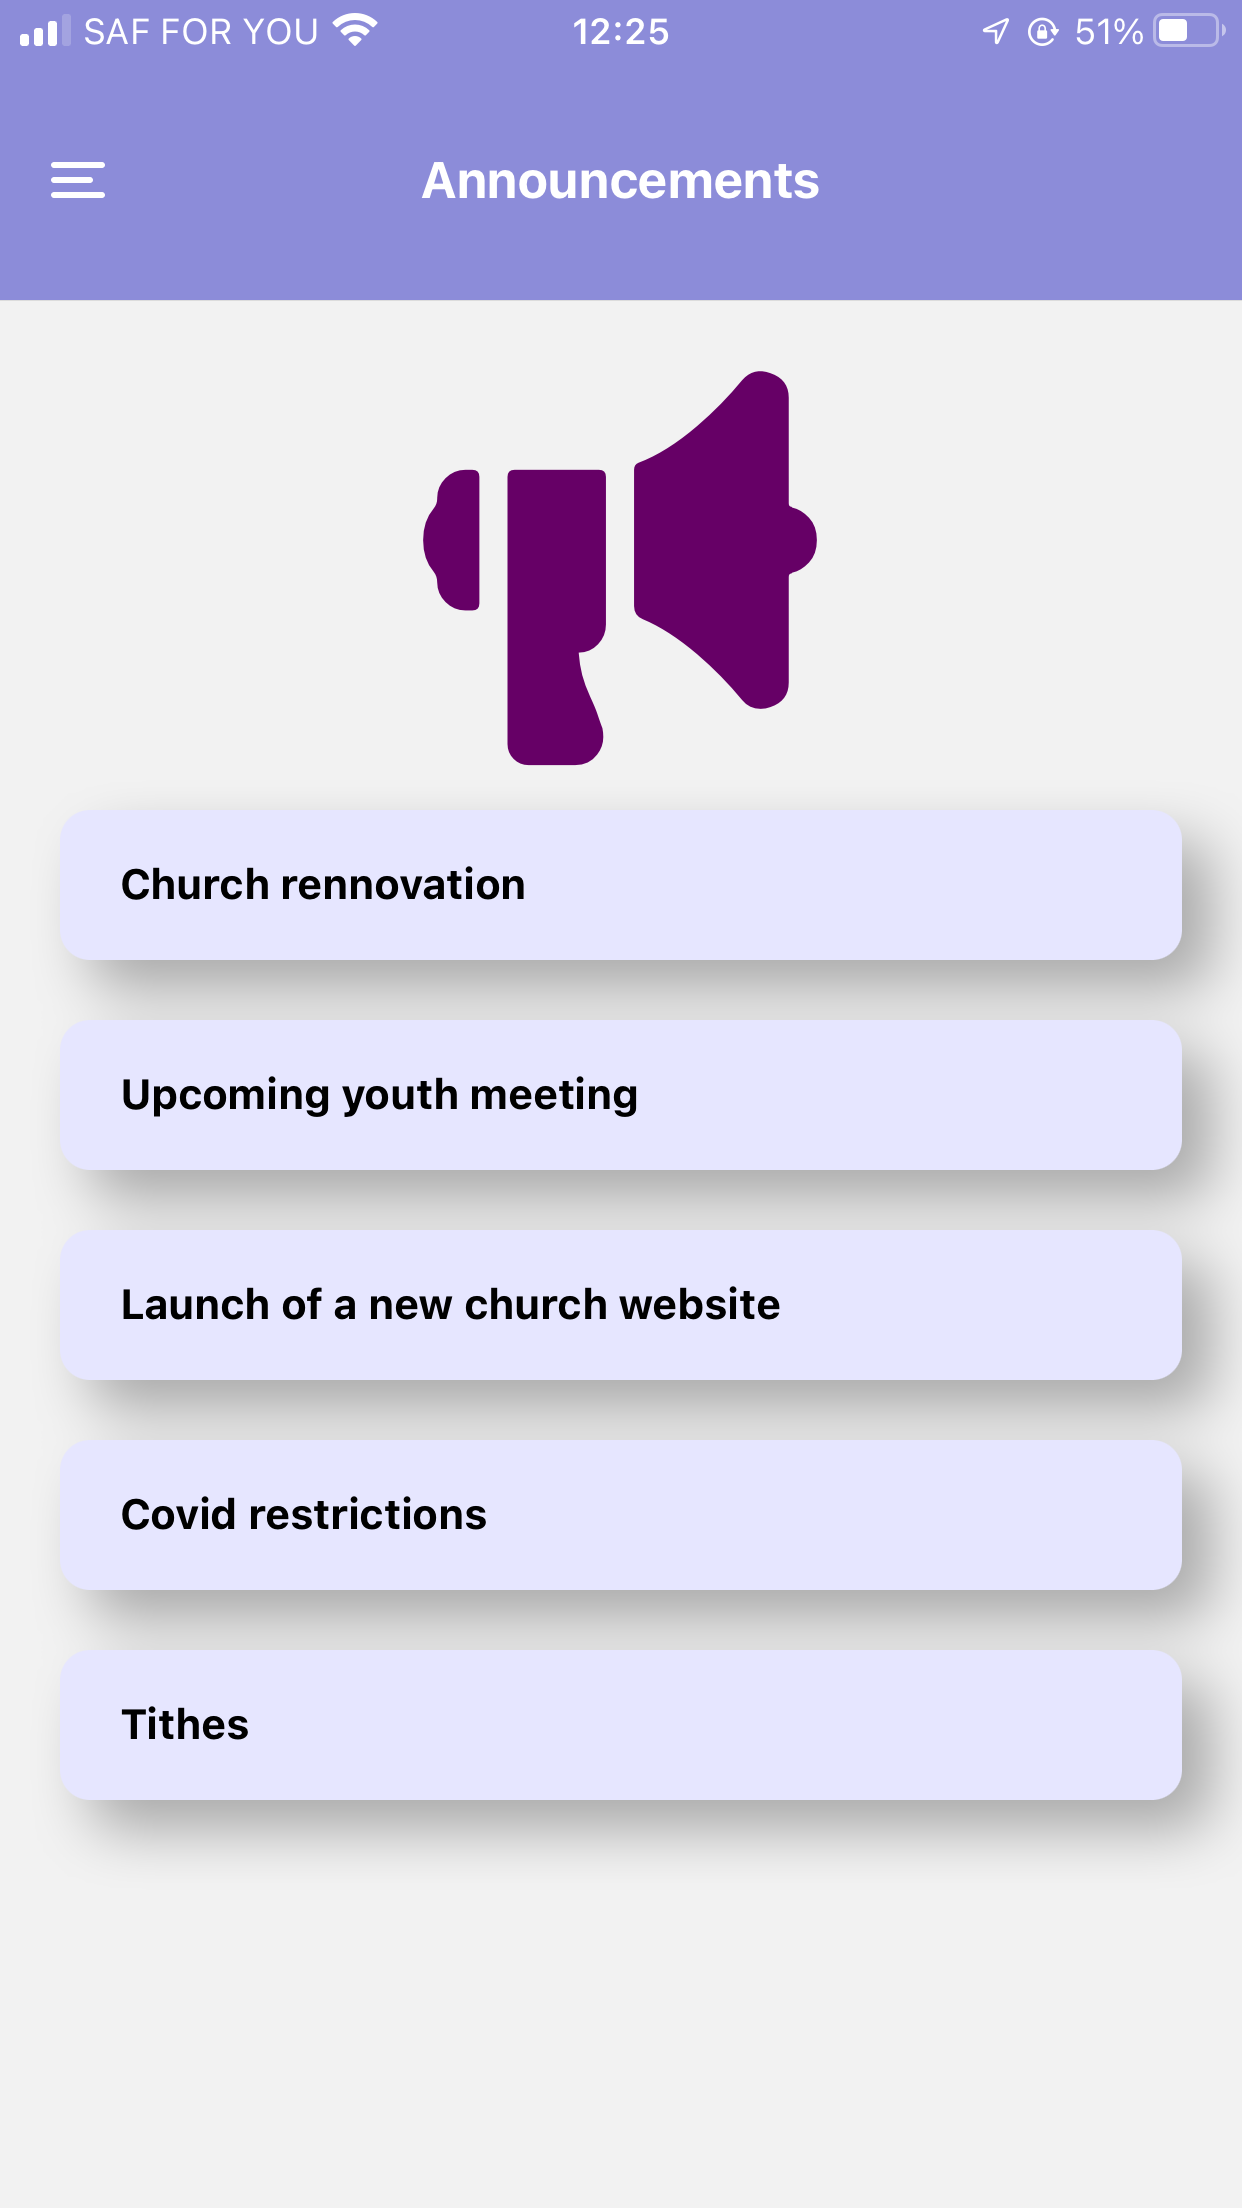 SAF FOR YOU 12:25 51%
Announcements
Church rennovation
Upcoming youth meeting
Launch of a new church website
Covid restrictions
Tithes